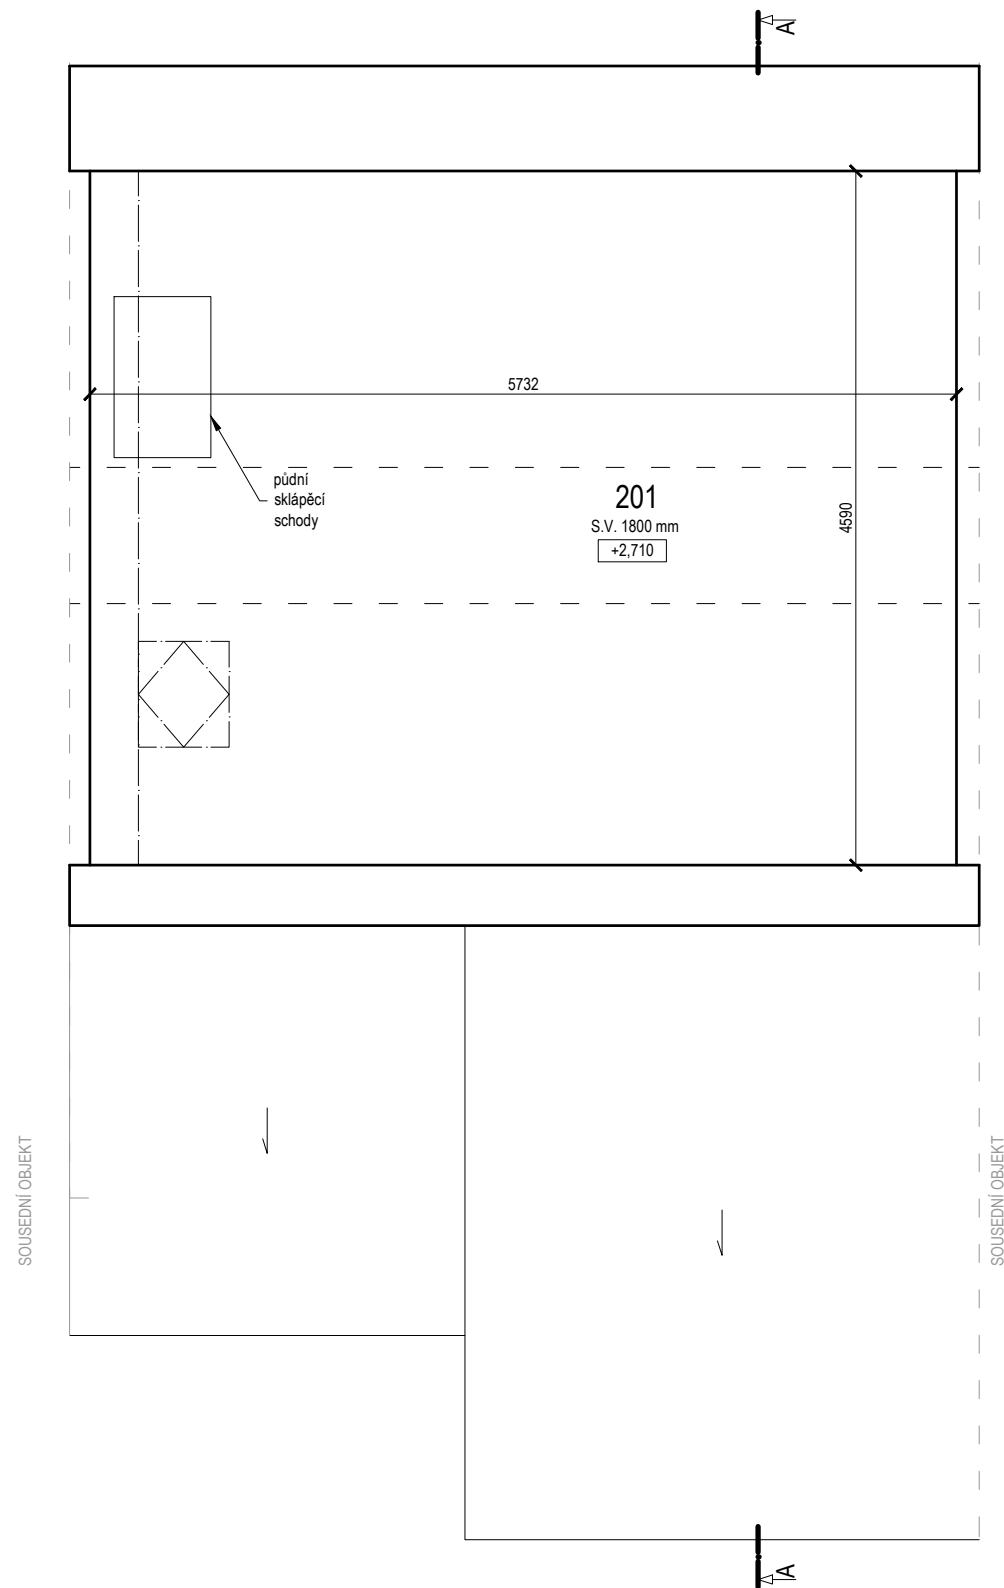 A
5732
půdní
sklápěcí
schody
201
S.V. 1800 mm
+2,710
4590
SOUSEDNÍ OBJEKT
SOUSEDNÍ OBJEKT
A